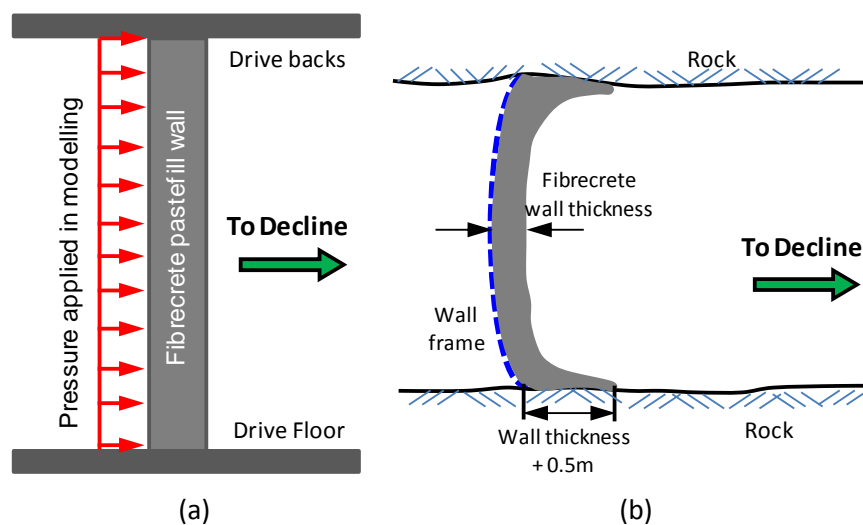 Drive backs
Pressure applied in modelling
Fibrecrete pastefill wall
To Decline
Drive Floor
(a)
Rock
Fibrecrete
wall thickness
To Decline
Wall
frame
Wall thickness
+ 0.5m
Rock
(b)